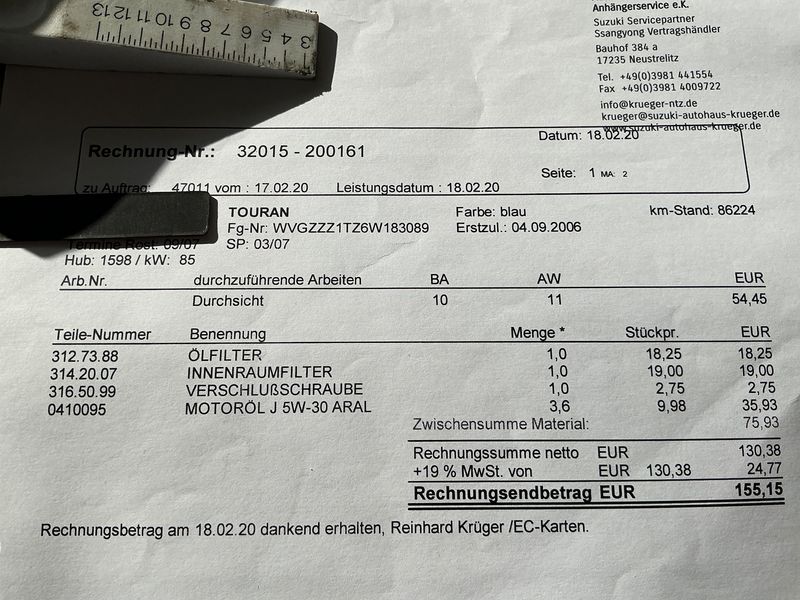 13 12 11 10 9 8 7 6 5 4 3
Anhängerservice e.K.
Suzuki Servicepartner
Ssangyong Vertragshändler
Bauhof 384 a
17235 Neustrelitz
Tel. +49(0)3981 441554
Fax +49(0)3981 4009722
info@krueger-ntz.de
krueger@suzuki-autohaus-krueger.de
www.suzuki-autohaus-krueger.de
Datum: 18.02.20
Rechnung-Nr.: 32015 - 200161
Seite: 1 MA: 2
zu Auftrag: 47011 vom : 17.02.20 Leistungsdatum : 18.02.20
TOURAN Farbe: blau km-Stand: 86224
Fg-Nr: WVGZZZ1TZ6W183089 Erstzul.: 04.09.2006
Termine Rest: 09/07 SP: 03/07
Hub: 1598 / kW: 85
Arb.Nr. durchzuführende Arbeiten BA AW EUR
Durchsicht 10 11 54,45
Teile-Nummer Benennung Menge * Stückpr. EUR
312.73.88 ÖLFILTER 1,0 18,25 18,25
314.20.07 INNENRAUMFILTER 1,0 19,00 19,00
316.50.99 VERSCHLUßSCHRAUBE 1,0 2,75 2,75
0410095 MOTORÖL J 5W-30 ARAL 3,6 9,98 35,93
Zwischensumme Material: 75,93
Rechnungssumme netto EUR 130,38
+19 % MwSt. von EUR 130,38 24,77
Rechnungsendbetrag EUR 155,15
Rechnungsbetrag am 18.02.20 dankend erhalten, Reinhard Krüger /EC-Karten.